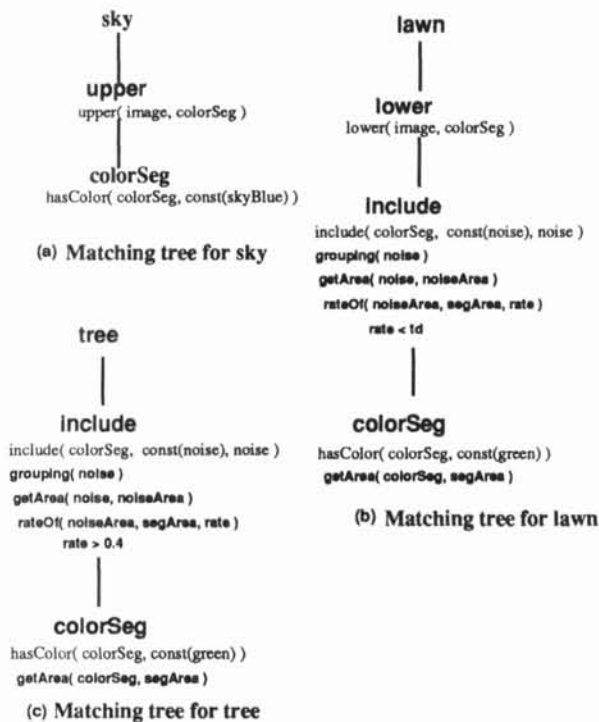 sky
upper
upper( image, colorSeg )
colorSeg
hasColor( colorSeg, const(skyBlue) )
(a) Matching tree for sky
lawn
lower
lower( image, colorSeg )
include
include( colorSeg, const(noise), noise )
grouping( noise )
getArea( noise, noiseArea )
rateOf( noiseArea, segArea, rate )
rate < td
colorSeg
hasColor( colorSeg, const(green) )
getArea( colorSeg, segArea )
(b) Matching tree for lawn
tree
include
include( colorSeg, const(noise), noise )
grouping( noise )
getArea( noise, noiseArea )
rateOf( noiseArea, segArea, rate )
rate > 0.4
colorSeg
hasColor( colorSeg, const(green) )
getArea( colorSeg, segArea )
(c) Matching tree for tree